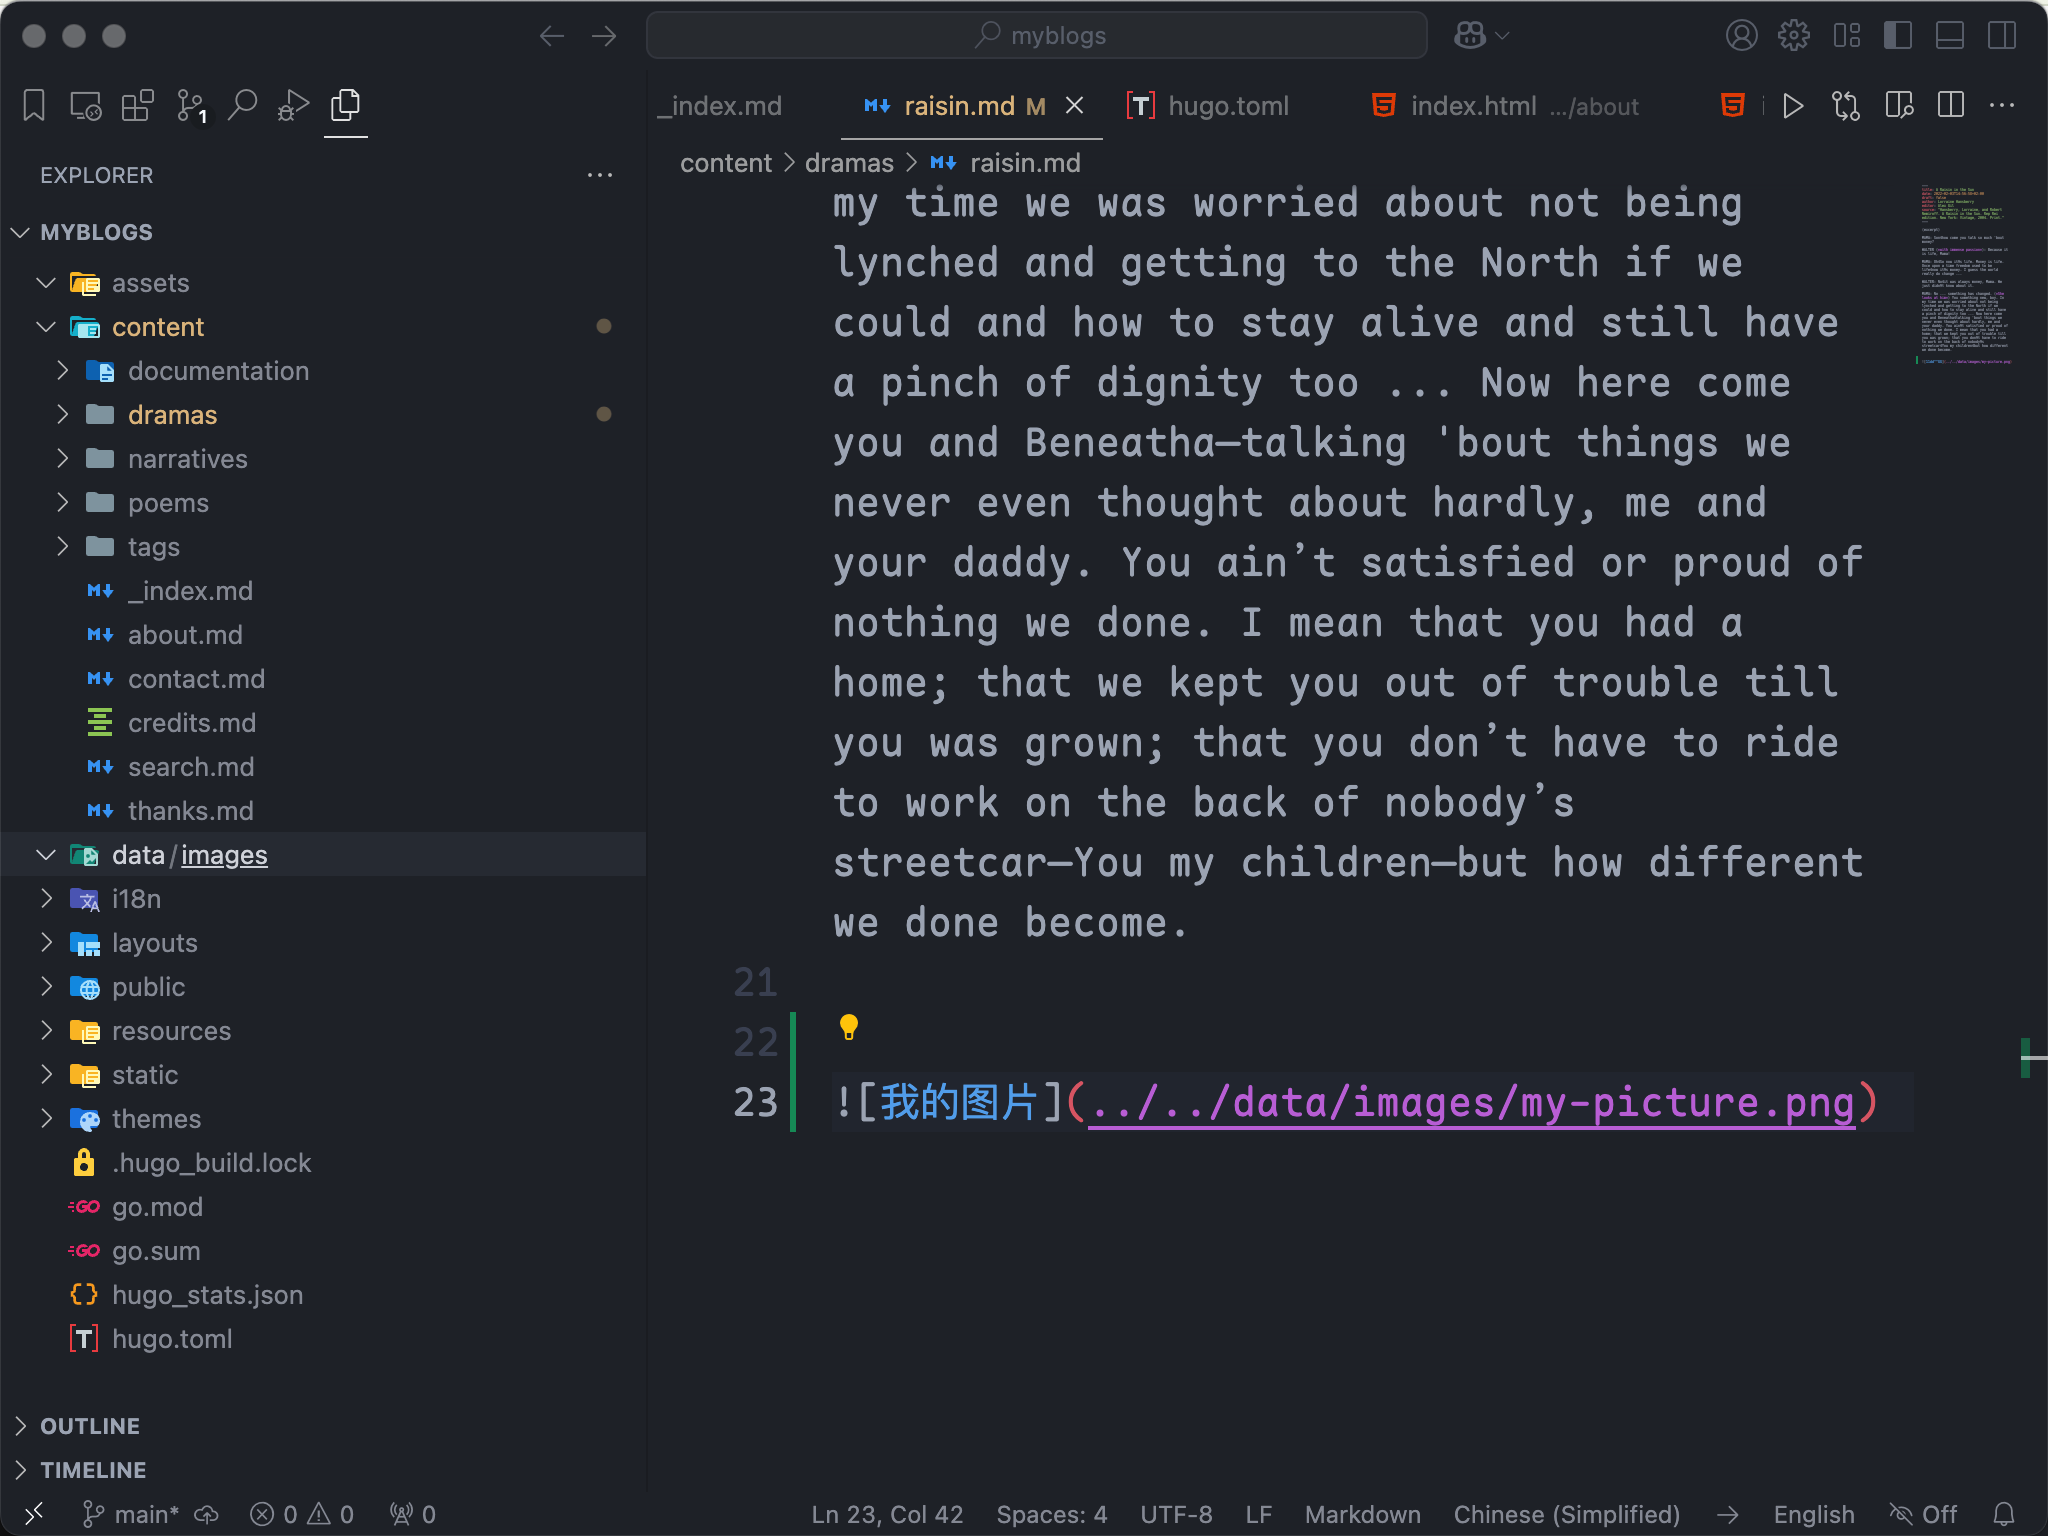 myblogs
1
_index.md
raisin.md M
hugo.toml
index.html .../about
EXPLORER
content > dramas > raisin.md
MYBLOGS
assets
content
documentation
dramas
narratives
poems
tags
_index.md
about.md
contact.md
credits.md
search.md
thanks.md
data/images
i18n
layouts
public
resources
static
themes
.hugo_build.lock
go.mod
go.sum
hugo_stats.json
hugo.toml
OUTLINE
TIMELINE
my time we was worried about not being
lynched and getting to the North if we
could and how to stay alive and still have
a pinch of dignity too ... Now here come
you and Beneatha—talking 'bout things we
never even thought about hardly, me and
your daddy. You ain’t satisfied or proud of
nothing we done. I mean that you had a
home; that we kept you out of trouble till
you was grown; that you don’t have to ride
to work on the back of nobody’s
streetcar—You my children—but how different
we done become.
21
22
23 ![我的图片](../../data/images/my-picture.png)
main* 0 0 0 Ln 23, Col 42 Spaces: 4 UTF-8 LF Markdown Chinese (Simplified) → English Off